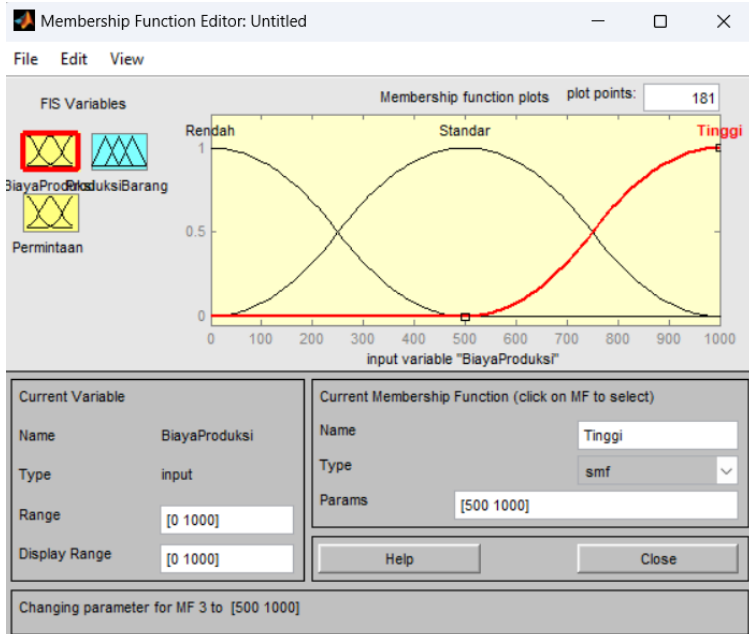 Membership Function Editor: Untitled
File Edit View
FIS Variables
Membership function plots plot points: 181
Rendah Standar Tinggi
1
0.5
0
BiayaProduksi ProduksiBarang
Permintaan
0 100 200 300 400 500 600 700 800 900 1000
input variable "BiayaProduksi"
Current Variable
Name BiayaProduksi
Type input
Range [0 1000]
Display Range [0 1000]
Current Membership Function (click on MF to select)
Name Tinggi
Type smf
Params [500 1000]
Help Close
Changing parameter for MF 3 to [500 1000]